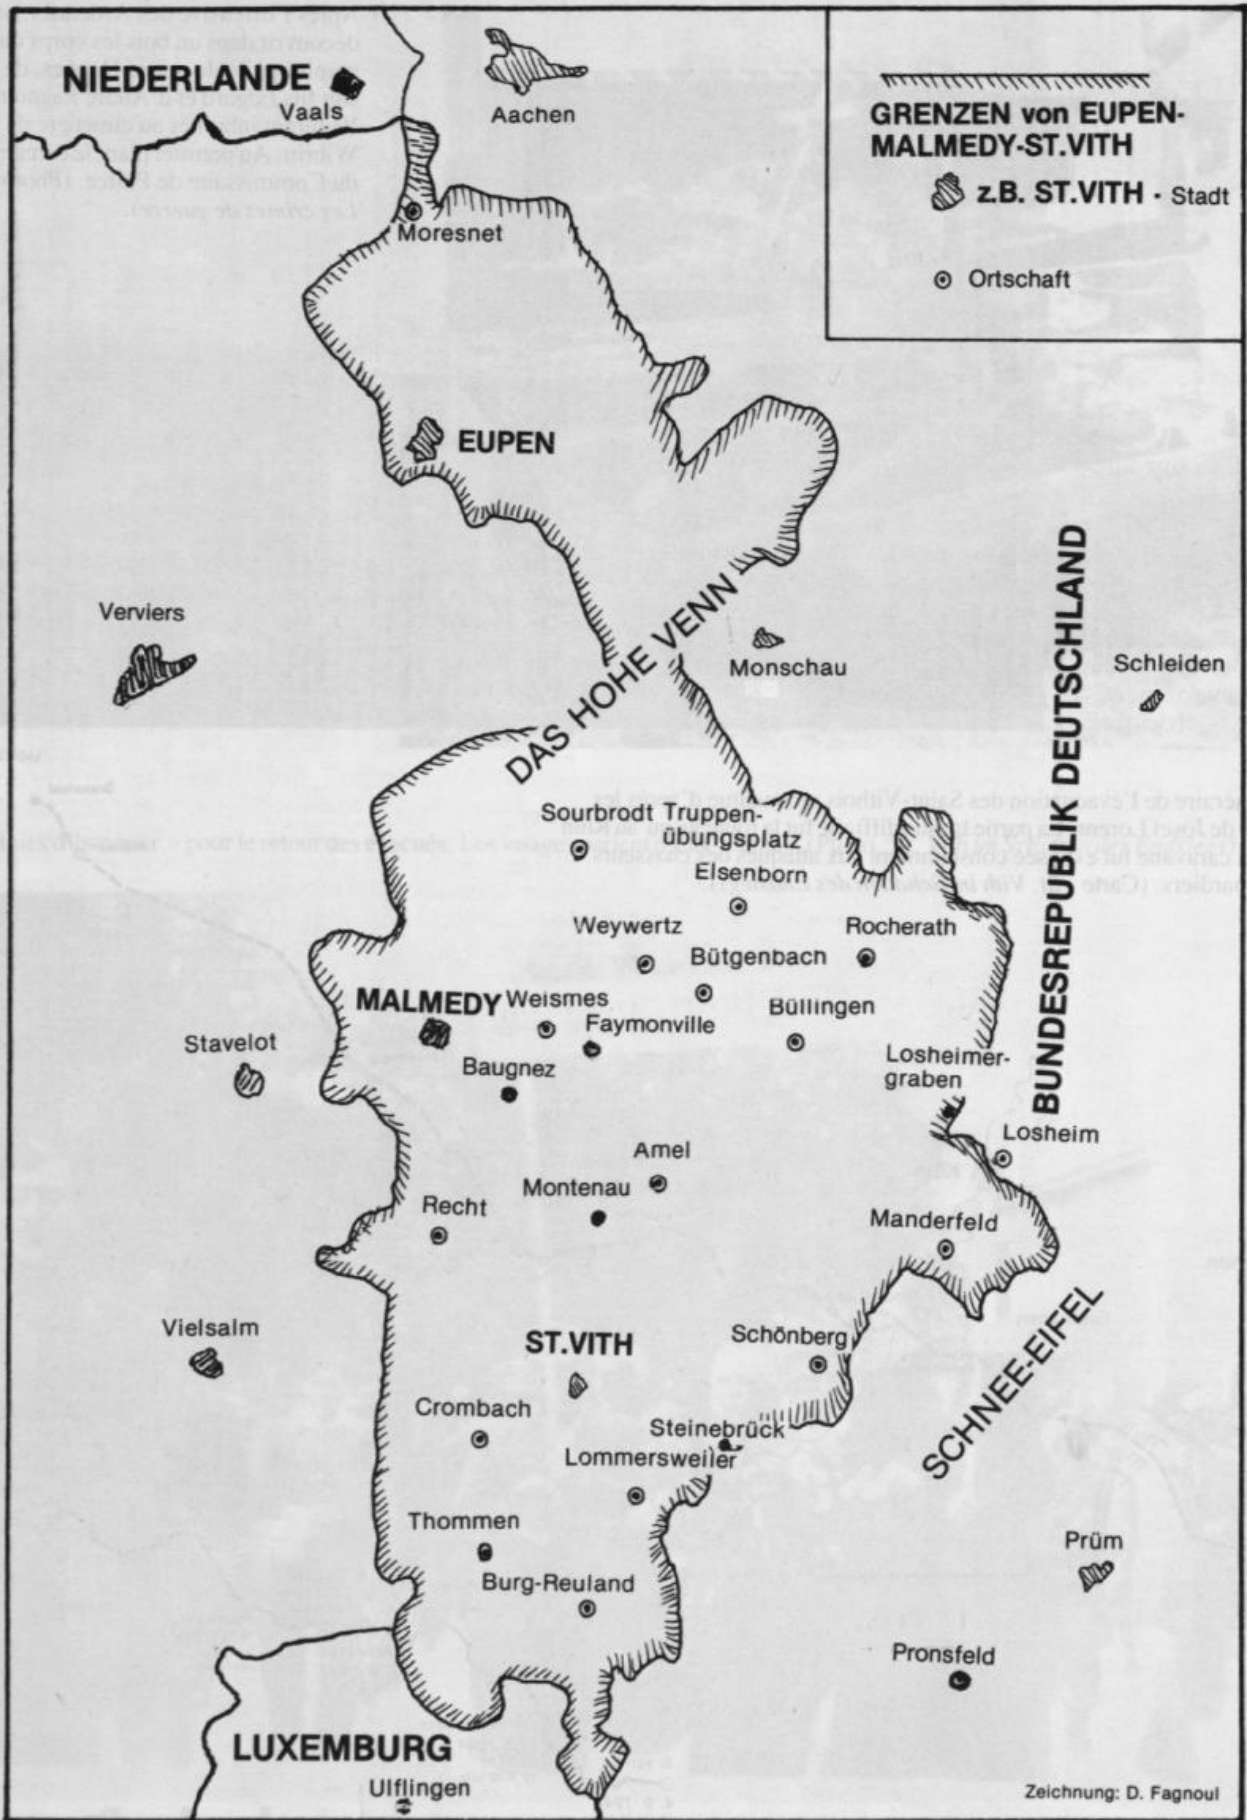 NIEDERLANDE
Vaals
Aachen
GRENZEN von EUPEN-
MALMEDY-ST.VITH
z.B. ST.VITH - Stadt
Ortschaft
Moresnet
EUPEN
Verviers
DAS HOHE VENN
Monschau
Schleiden
BUNDESREPUBLIK DEUTSCHLAND
Sourbrodt
Truppen-
übungsplatz
Elsenborn
Weywertz
Rocherath
Bütgenbach
MALMEDY
Weismes
Büllingen
Faymonville
Stavelot
Baugnez
Losheimer-
graben
Losheim
Amel
Montenau
Recht
Manderfeld
Vielsalm
ST.VITH
Schönberg
SCHNEE-EIFEL
Crombach
Steinebrück
Lommersweiler
Thommen
Prüm
Burg-Reuland
Pronsfeld
LUXEMBURG
Ulflingen
Zeichnung: D. Fagnoul